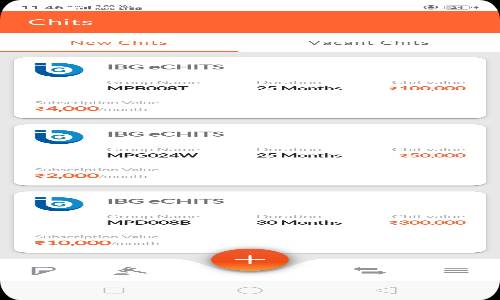 Chits
New Chits
Vacant Chits
IBG eCHITS
Group Name Duration Chit value
MPB008T 25 Months ₹100,000
Subscription Value
₹4,000/month
IBG eCHITS
Group Name Duration Chit value
MPG024W 25 Months ₹50,000
Subscription Value
₹2,000/month
IBG eCHITS
Group Name Duration Chit value
MPD008B 30 Months ₹300,000
Subscription Value
₹10,000/month